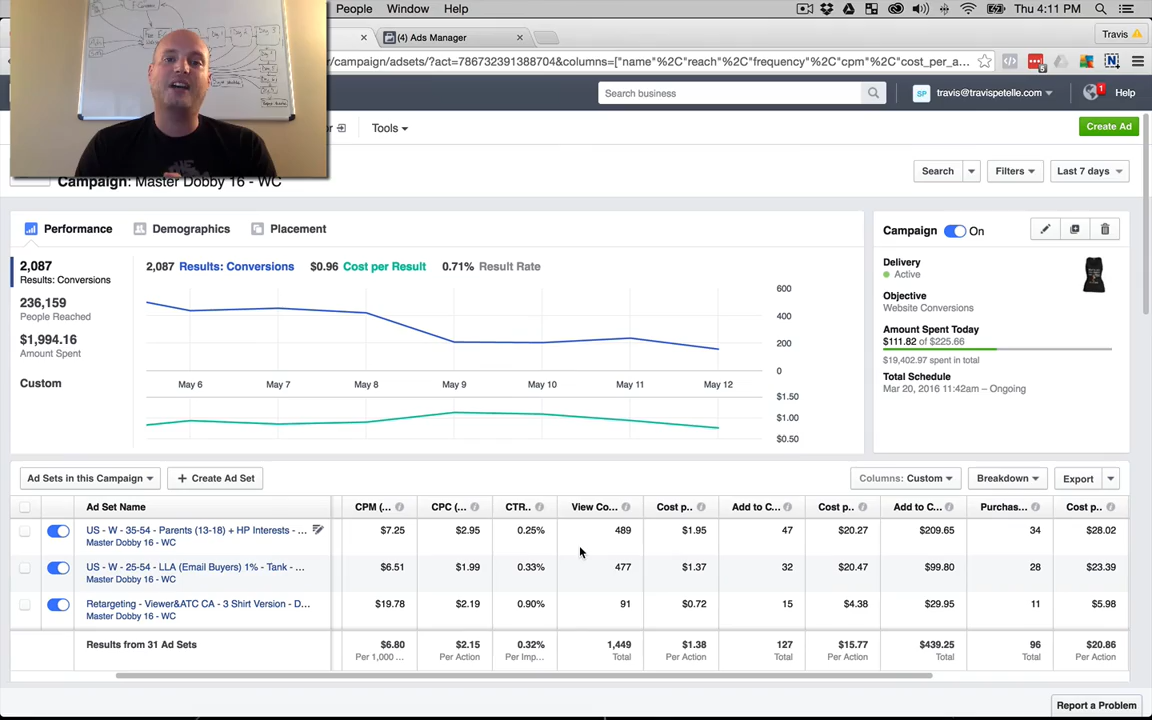 People Window Help Thu 4:11 PM
(4) Ads Manager Travis
/campaign/adsets/?act=786732391388704&columns=["name"%2C"reach"%2C"frequency"%2C"cpm"%2C"cost_per_a...
Search business travis@travispetelle.com 1 Help
Tools Create Ad
Campaign: Master Dobby 16 - WC Search Filters Last 7 days
Performance Demographics Placement
2,087
Results: Conversions
236,159
People Reached
$1,994.16
Amount Spent
Custom
2,087 Results: Conversions $0.96 Cost per Result 0.71% Result Rate
600
400
200
0
May 6 May 7 May 8 May 9 May 10 May 11 May 12
$1.50
$1.00
$0.50
Campaign On
Delivery
Active
Objective
Website Conversions
Amount Spent Today
$111.82 of $225.66
$19,402.97 spent in total
Total Schedule
Mar 20, 2016 11:42am – Ongoing
Ad Sets in this Campaign + Create Ad Set Columns: Custom Breakdown Export
Ad Set Name CPM (... CPC (... CTR.. View Co... Cost p.. Add to C... Cost p.. Add to C... Purchas... Cost p..
US - W - 35-54 - Parents (13-18) + HP Interests - ... $7.25 $2.95 0.25% 489 $1.95 47 $20.27 $209.65 34 $28.02
Master Dobby 16 - WC
US - W - 25-54 - LLA (Email Buyers) 1% - Tank - ... $6.51 $1.99 0.33% 477 $1.37 32 $20.47 $99.80 28 $23.39
Master Dobby 16 - WC
Retargeting - Viewer&ATC CA - 3 Shirt Version - D... $19.78 $2.19 0.90% 91 $0.72 15 $4.38 $29.95 11 $5.98
Master Dobby 16 - WC
Results from 31 Ad Sets $6.80 $2.15 0.32% 1,449 $1.38 127 $15.77 $439.25 96 $20.86
Per 1,000 ... Per Action Per Imp... Total Per Action Total Per Action Total Total Per Action
Report a Problem